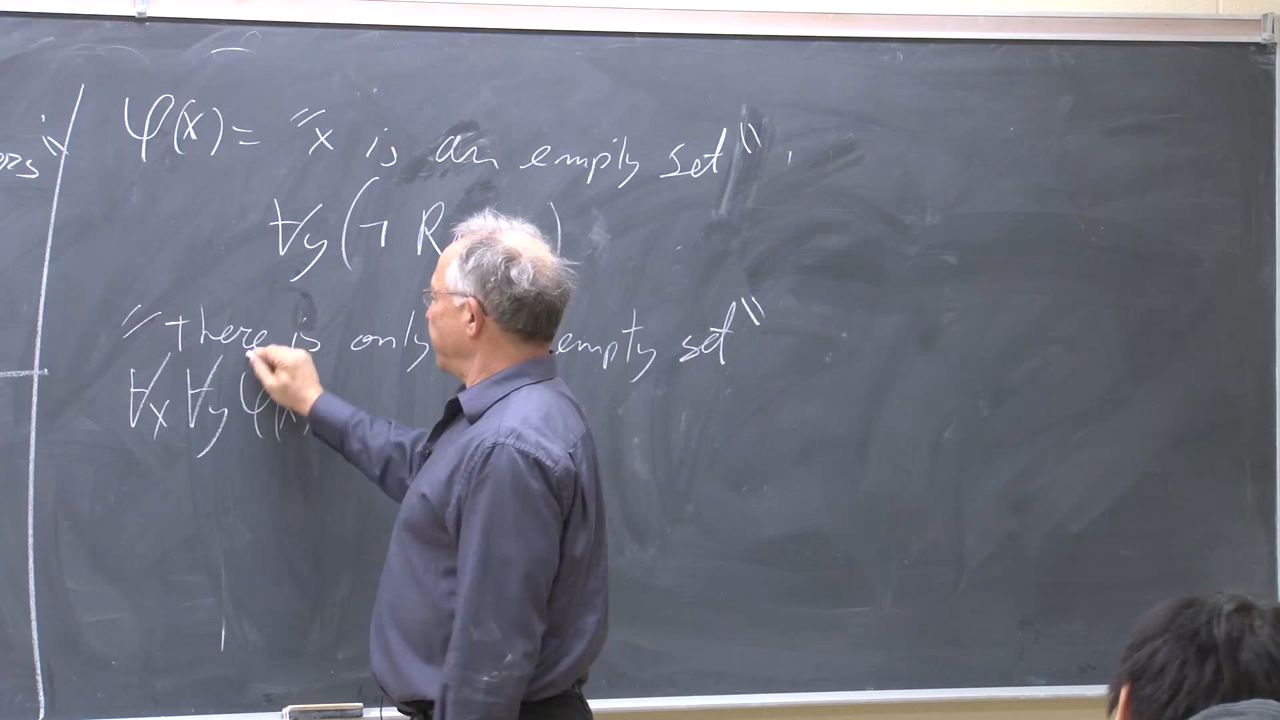 φ(x) = "x is an empty set",
∀y(¬ R )
"there is only empty set"
∀x ∀y φ(x)